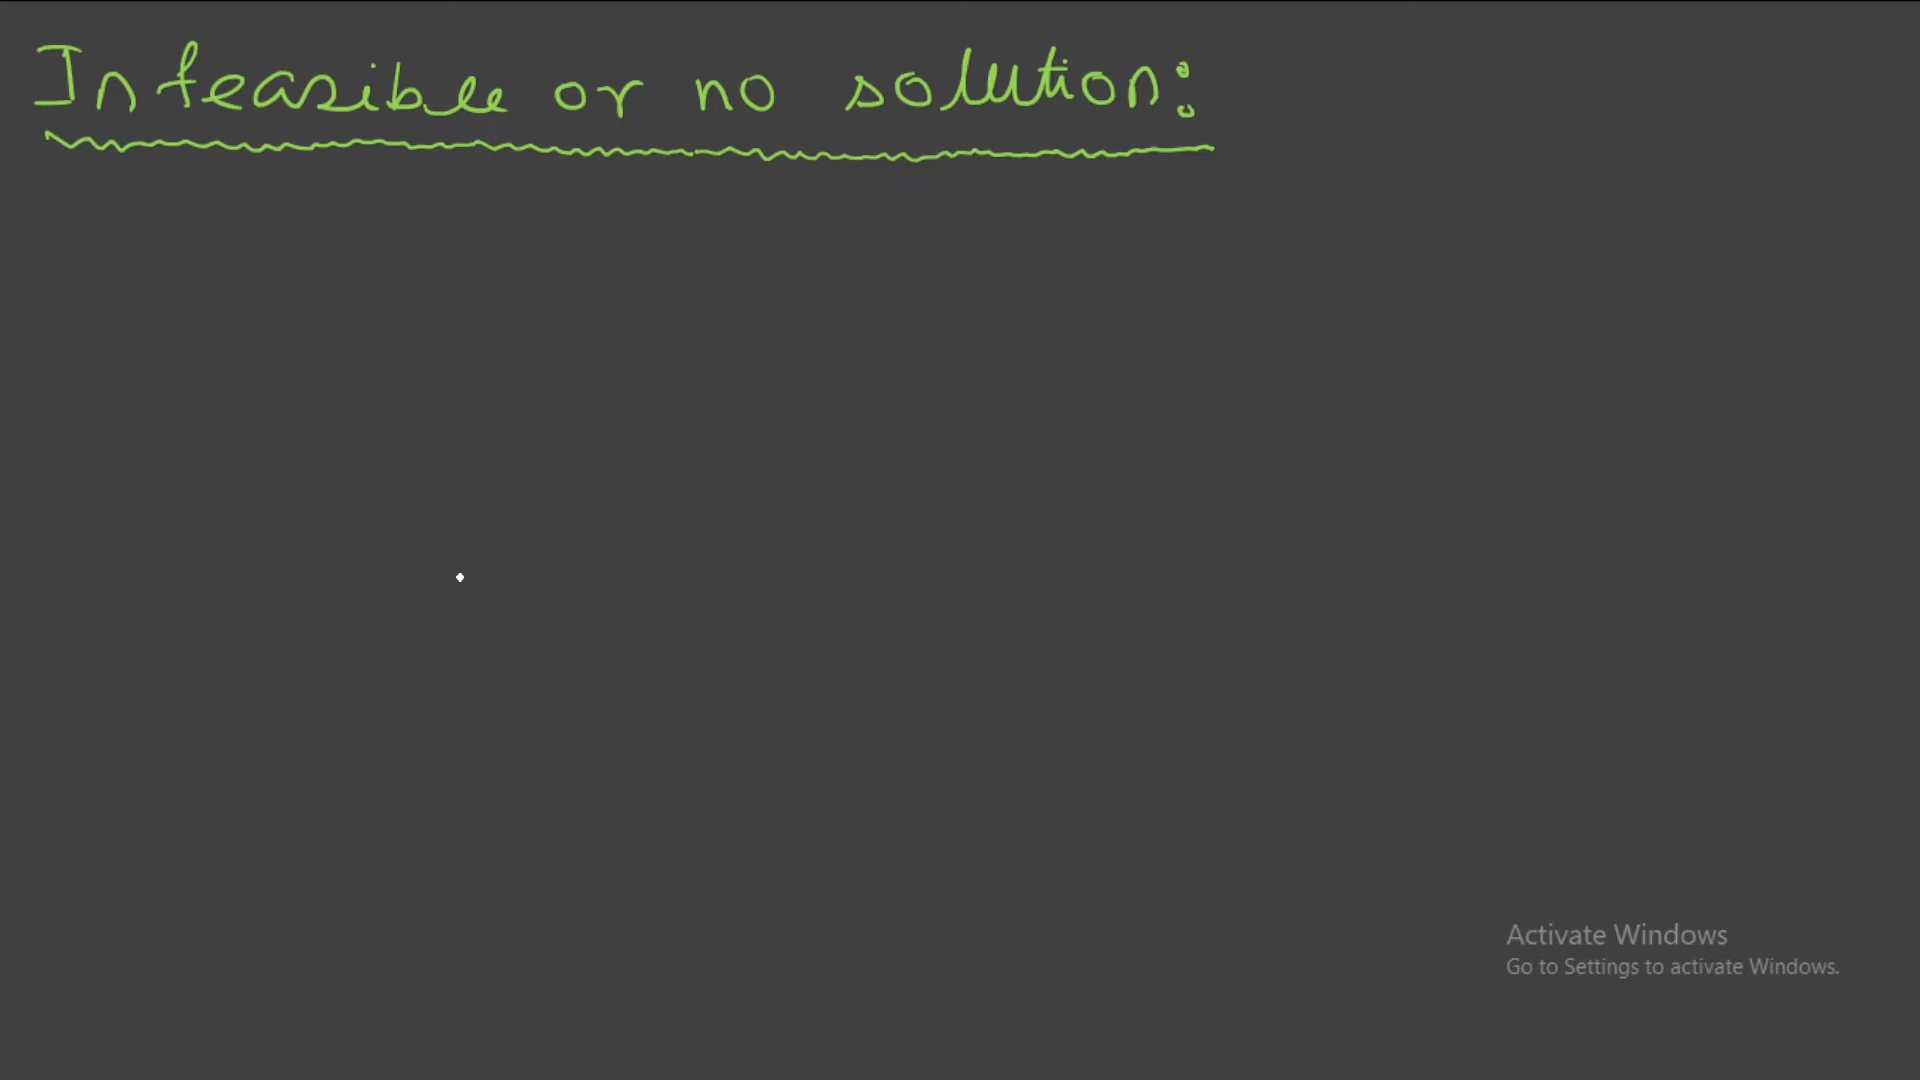 Infeasible or no solution:
Activate Windows
Go to Settings to activate Windows.